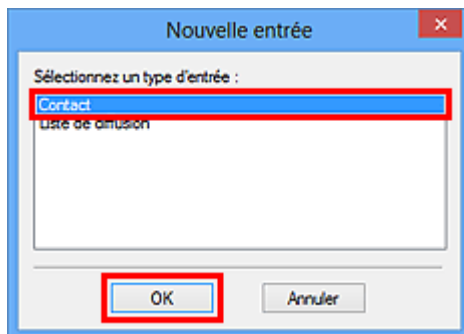 Nouvelle entrée
Sélectionnez un type d'entrée :
Contact
Liste de diffusion
OK
Annuler